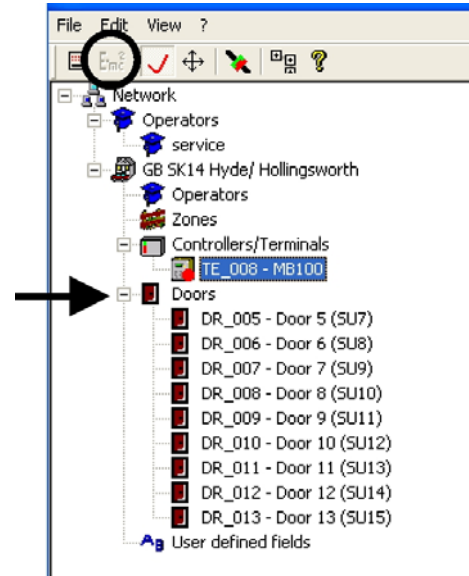 File Edit View ?
Emc²
Network
Operators
service
GB SK14 Hyde/ Hollingsworth
Operators
Zones
Controllers/Terminals
TE_008 - MB100
Doors
DR_005 - Door 5 (SU7)
DR_006 - Door 6 (SU8)
DR_007 - Door 7 (SU9)
DR_008 - Door 8 (SU10)
DR_009 - Door 9 (SU11)
DR_010 - Door 10 (SU12)
DR_011 - Door 11 (SU13)
DR_012 - Door 12 (SU14)
DR_013 - Door 13 (SU15)
User defined fields